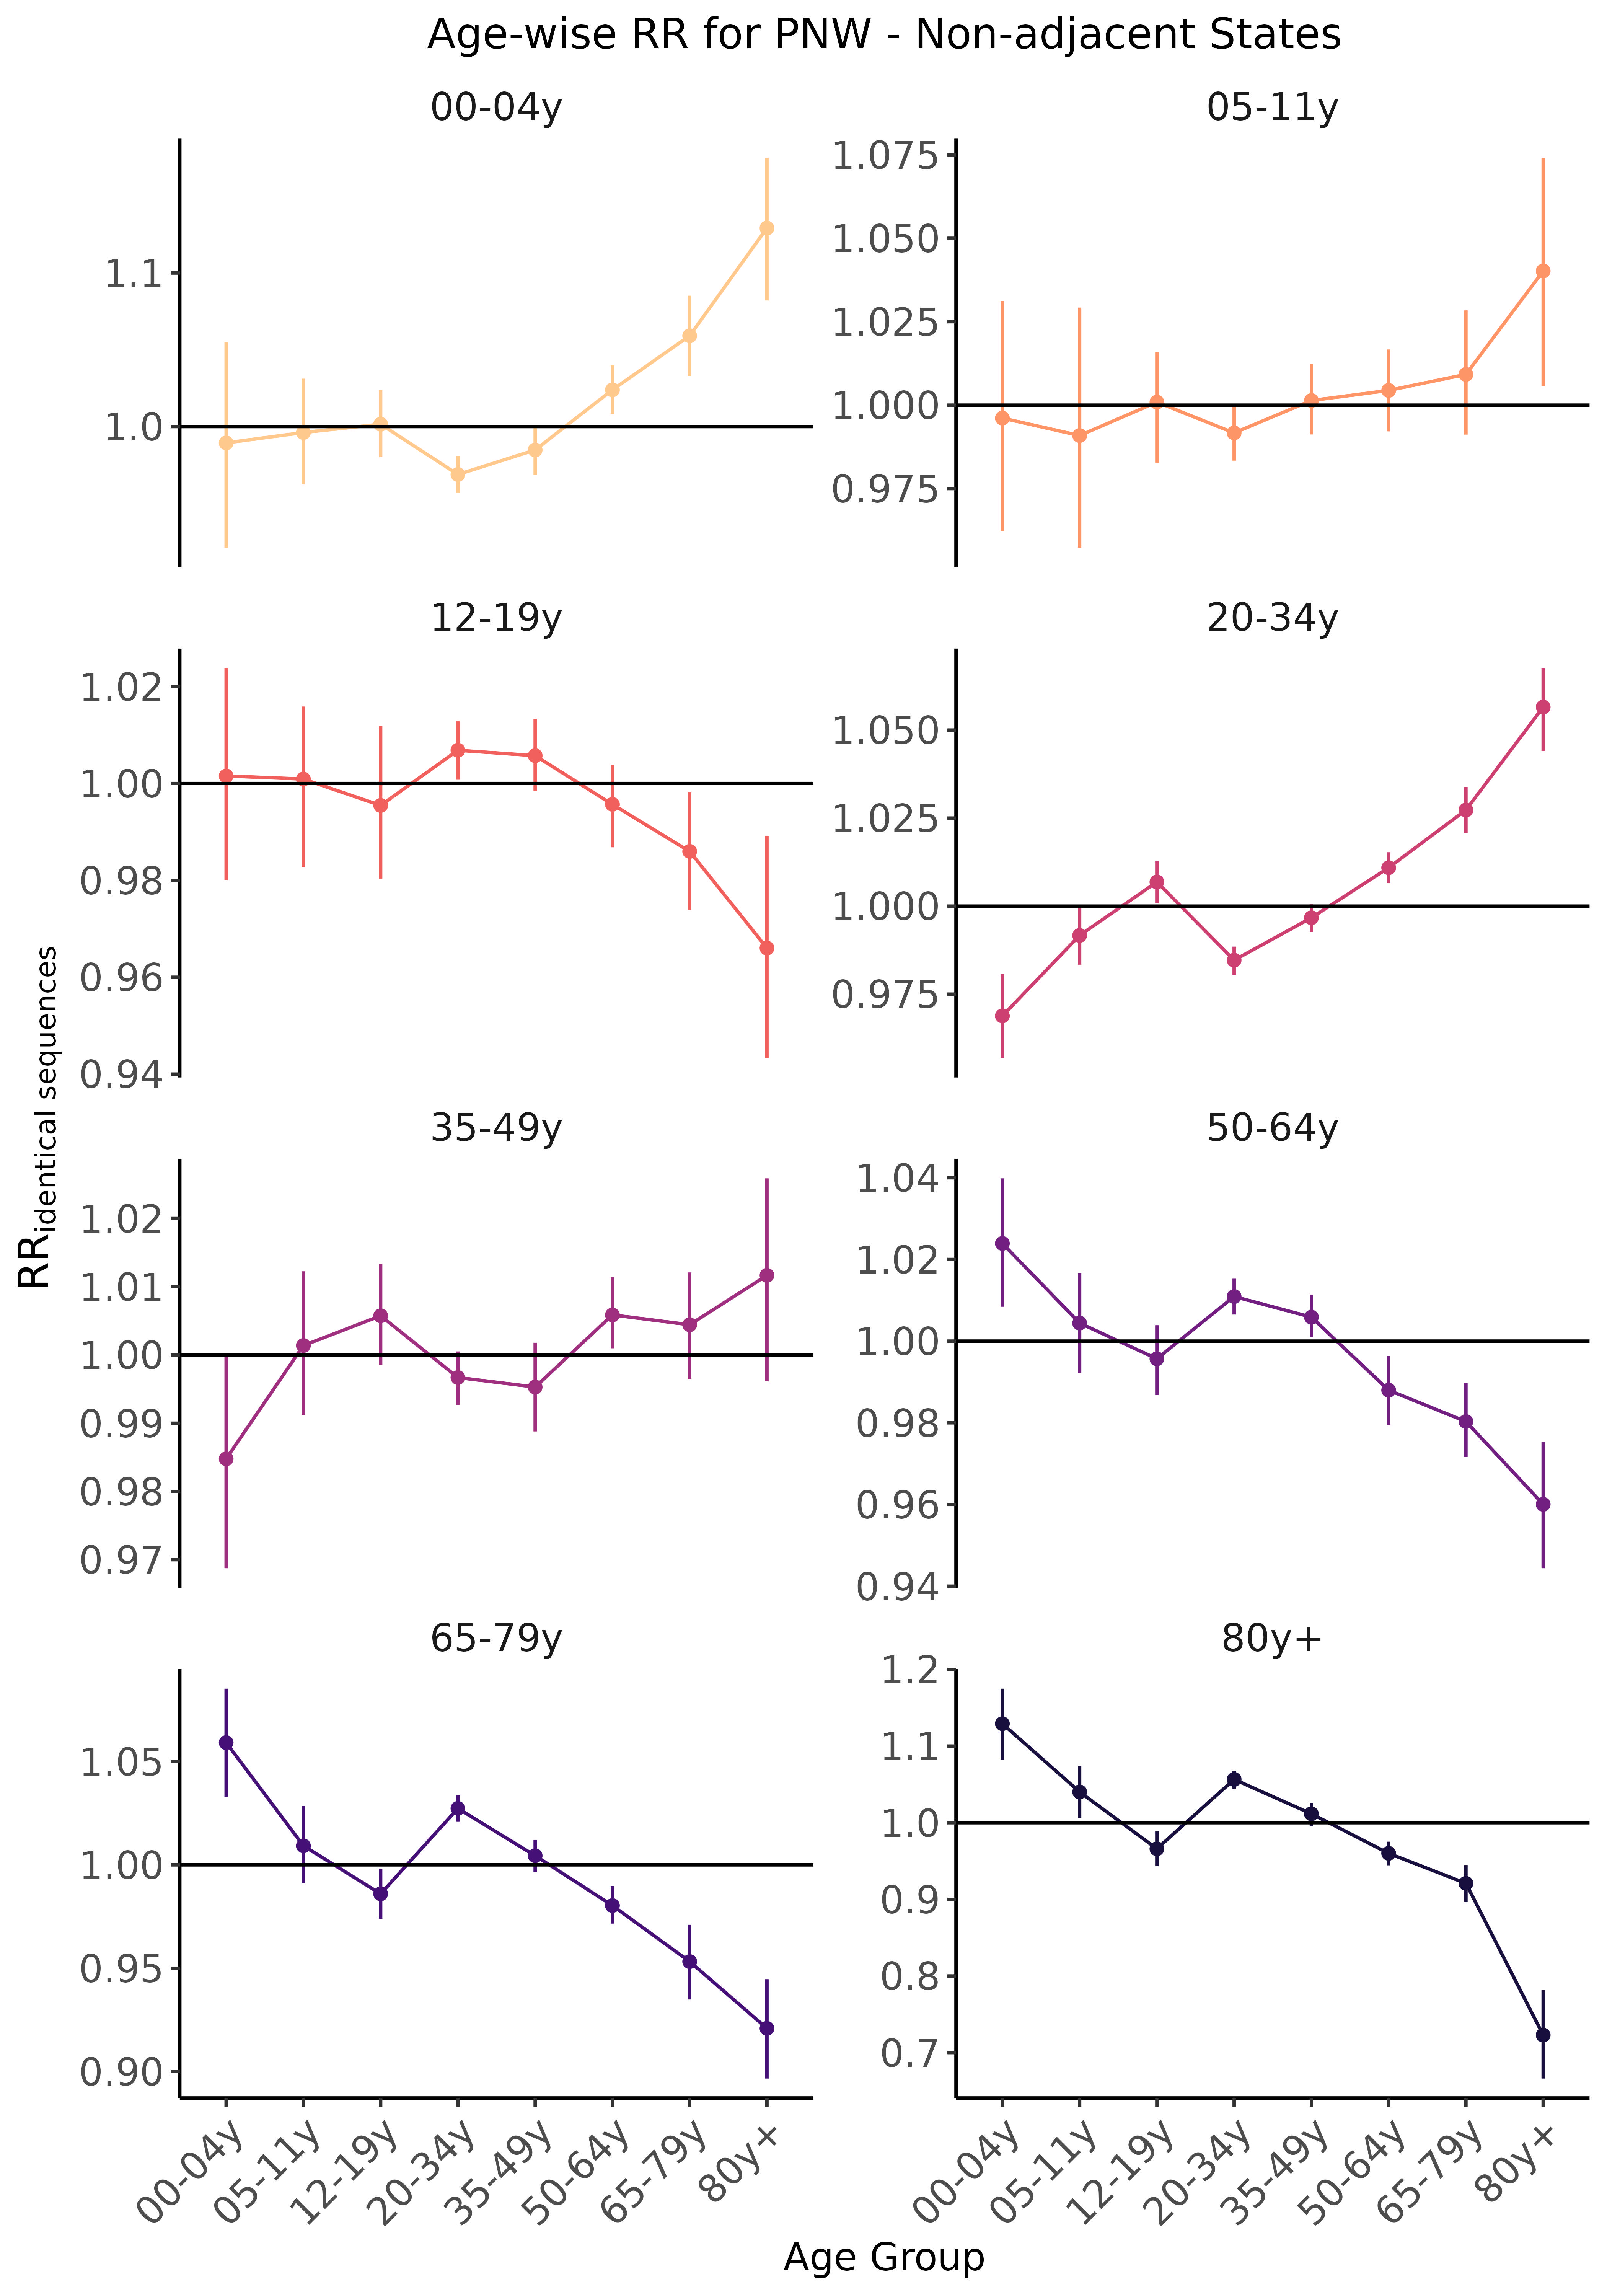 Age-wise RR for PNW - Non-adjacent States
00-04y
1.1
1.0
05-11y
1.075
1.050
1.025
1.000
0.975
12-19y
1.02
1.00
0.98
0.96
0.94
20-34y
1.050
1.025
1.000
0.975
35-49y
1.02
1.01
1.00
0.99
0.98
0.97
50-64y
1.04
1.02
1.00
0.98
0.96
0.94
65-79y
1.05
1.00
0.95
0.90
80y+
1.2
1.1
1.0
0.9
0.8
0.7
RRidentical sequences
00-04y 05-11y 12-19y 20-34y 35-49y 50-64y 65-79y 80y+
00-04y 05-11y 12-19y 20-34y 35-49y 50-64y 65-79y 80y+
Age Group